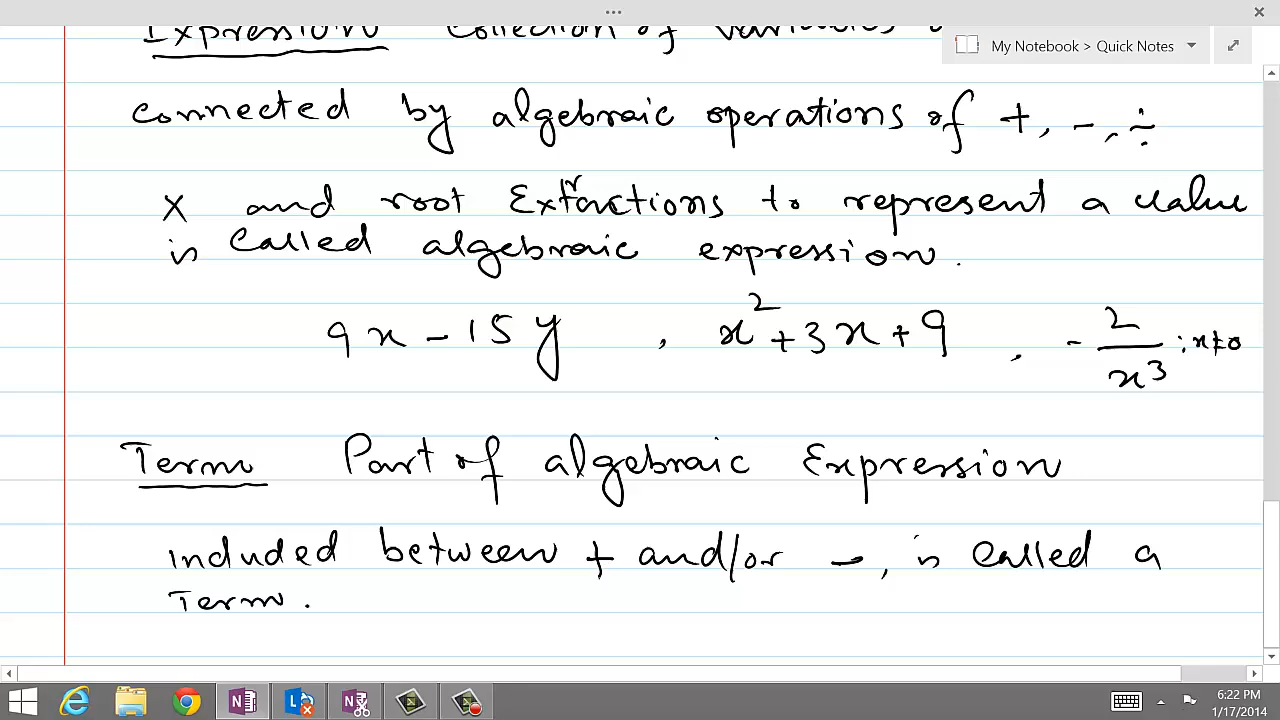 ...
My Notebook > Quick Notes
Expression Collection of variables
connected by algebraic operations of +, -, ÷
× and root Extractions to represent a value
is called algebraic expression.
9x - 15y , x² + 3x + 9 , - 2/x³ ; x≠0
Term Part of algebraic Expression
included between + and/or -, is called a
Term.
6:22 PM
1/17/2014